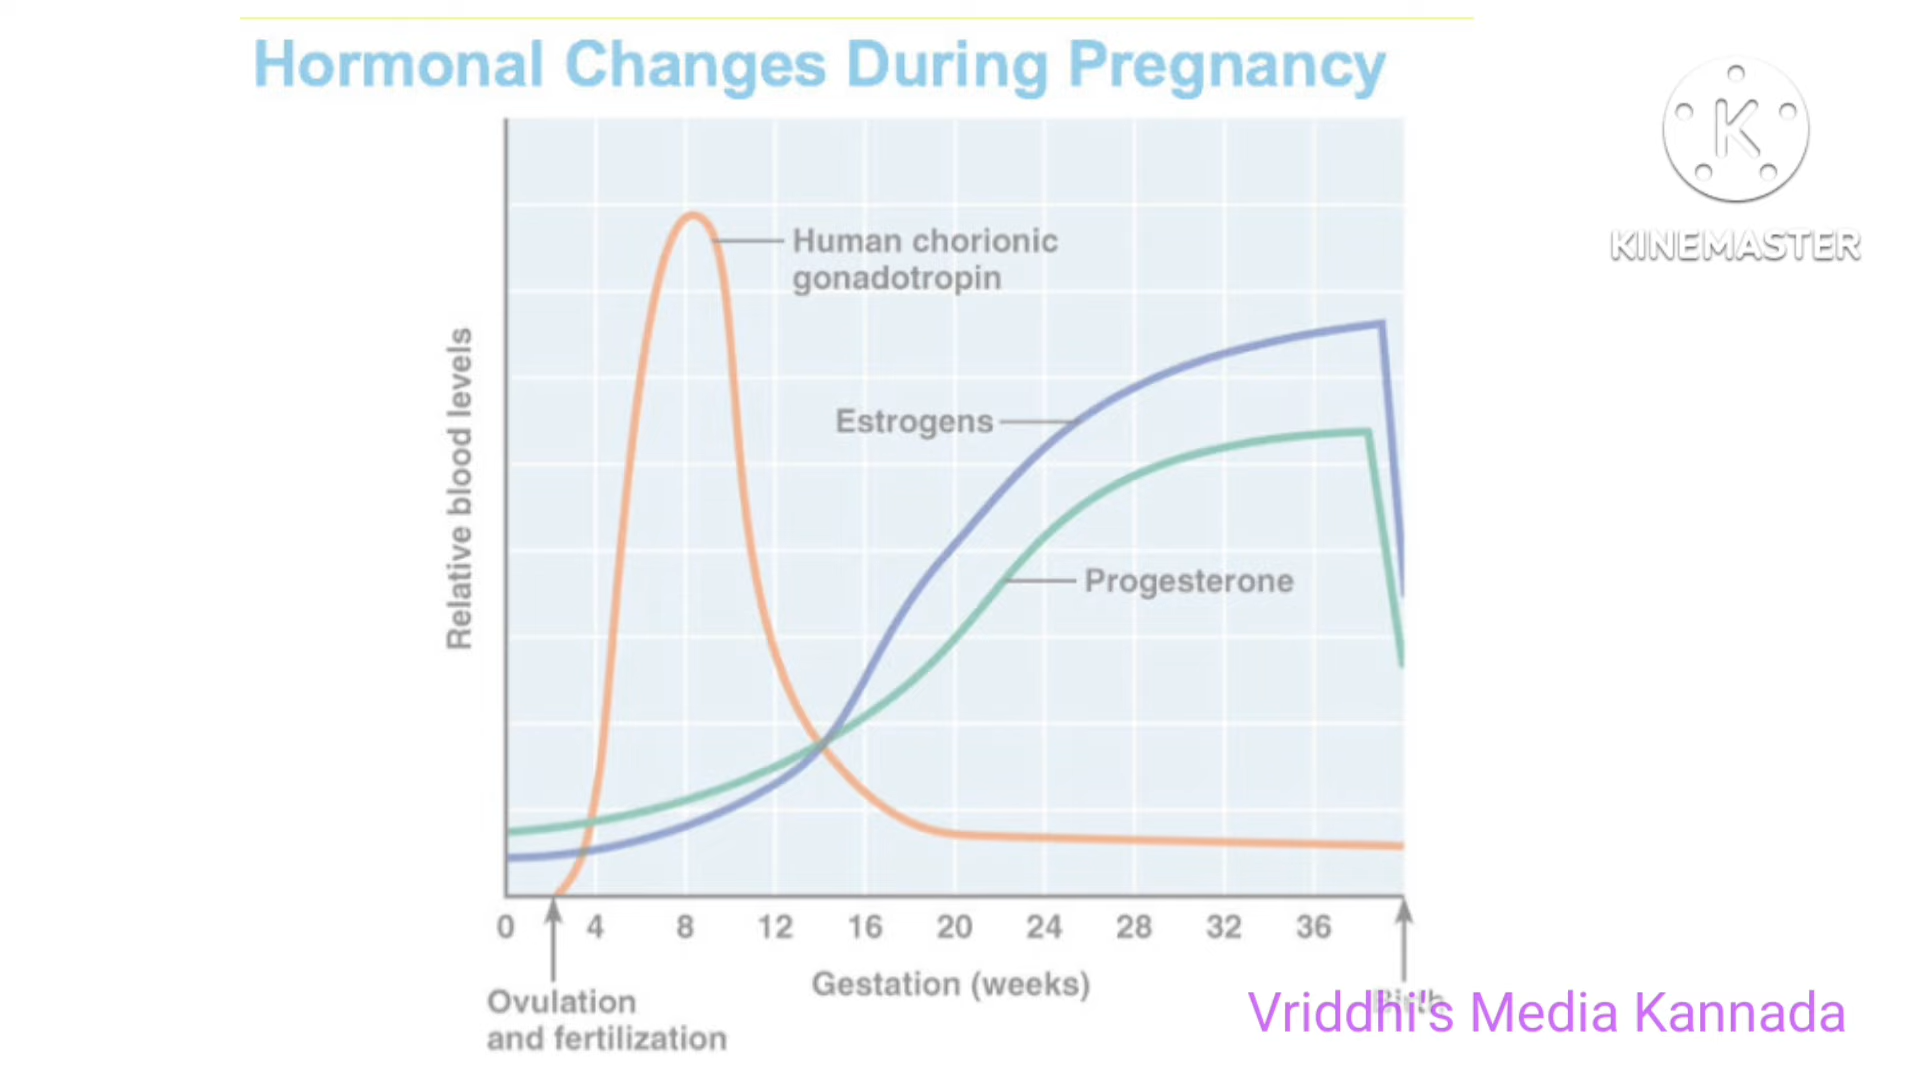 Hormonal Changes During Pregnancy
K
KINEMASTER
Human chorionic
gonadotropin
Estrogens
Progesterone
Relative blood levels
0 4 8 12 16 20 24 28 32 36
Gestation (weeks)
Ovulation
and fertilization
Birth
Vriddhi's Media Kannada